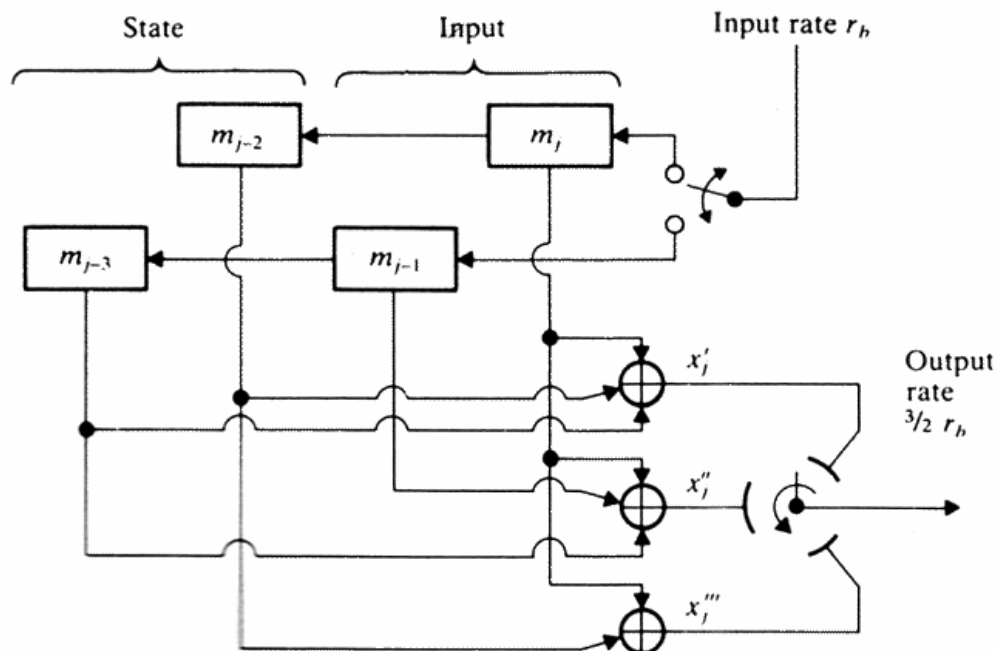 State
Input
Input rate r_b
m_{j-2}
m_j
m_{j-3}
m_{j-1}
x'_j
Output
rate
3/2 r_b
x''_j
x'''_j